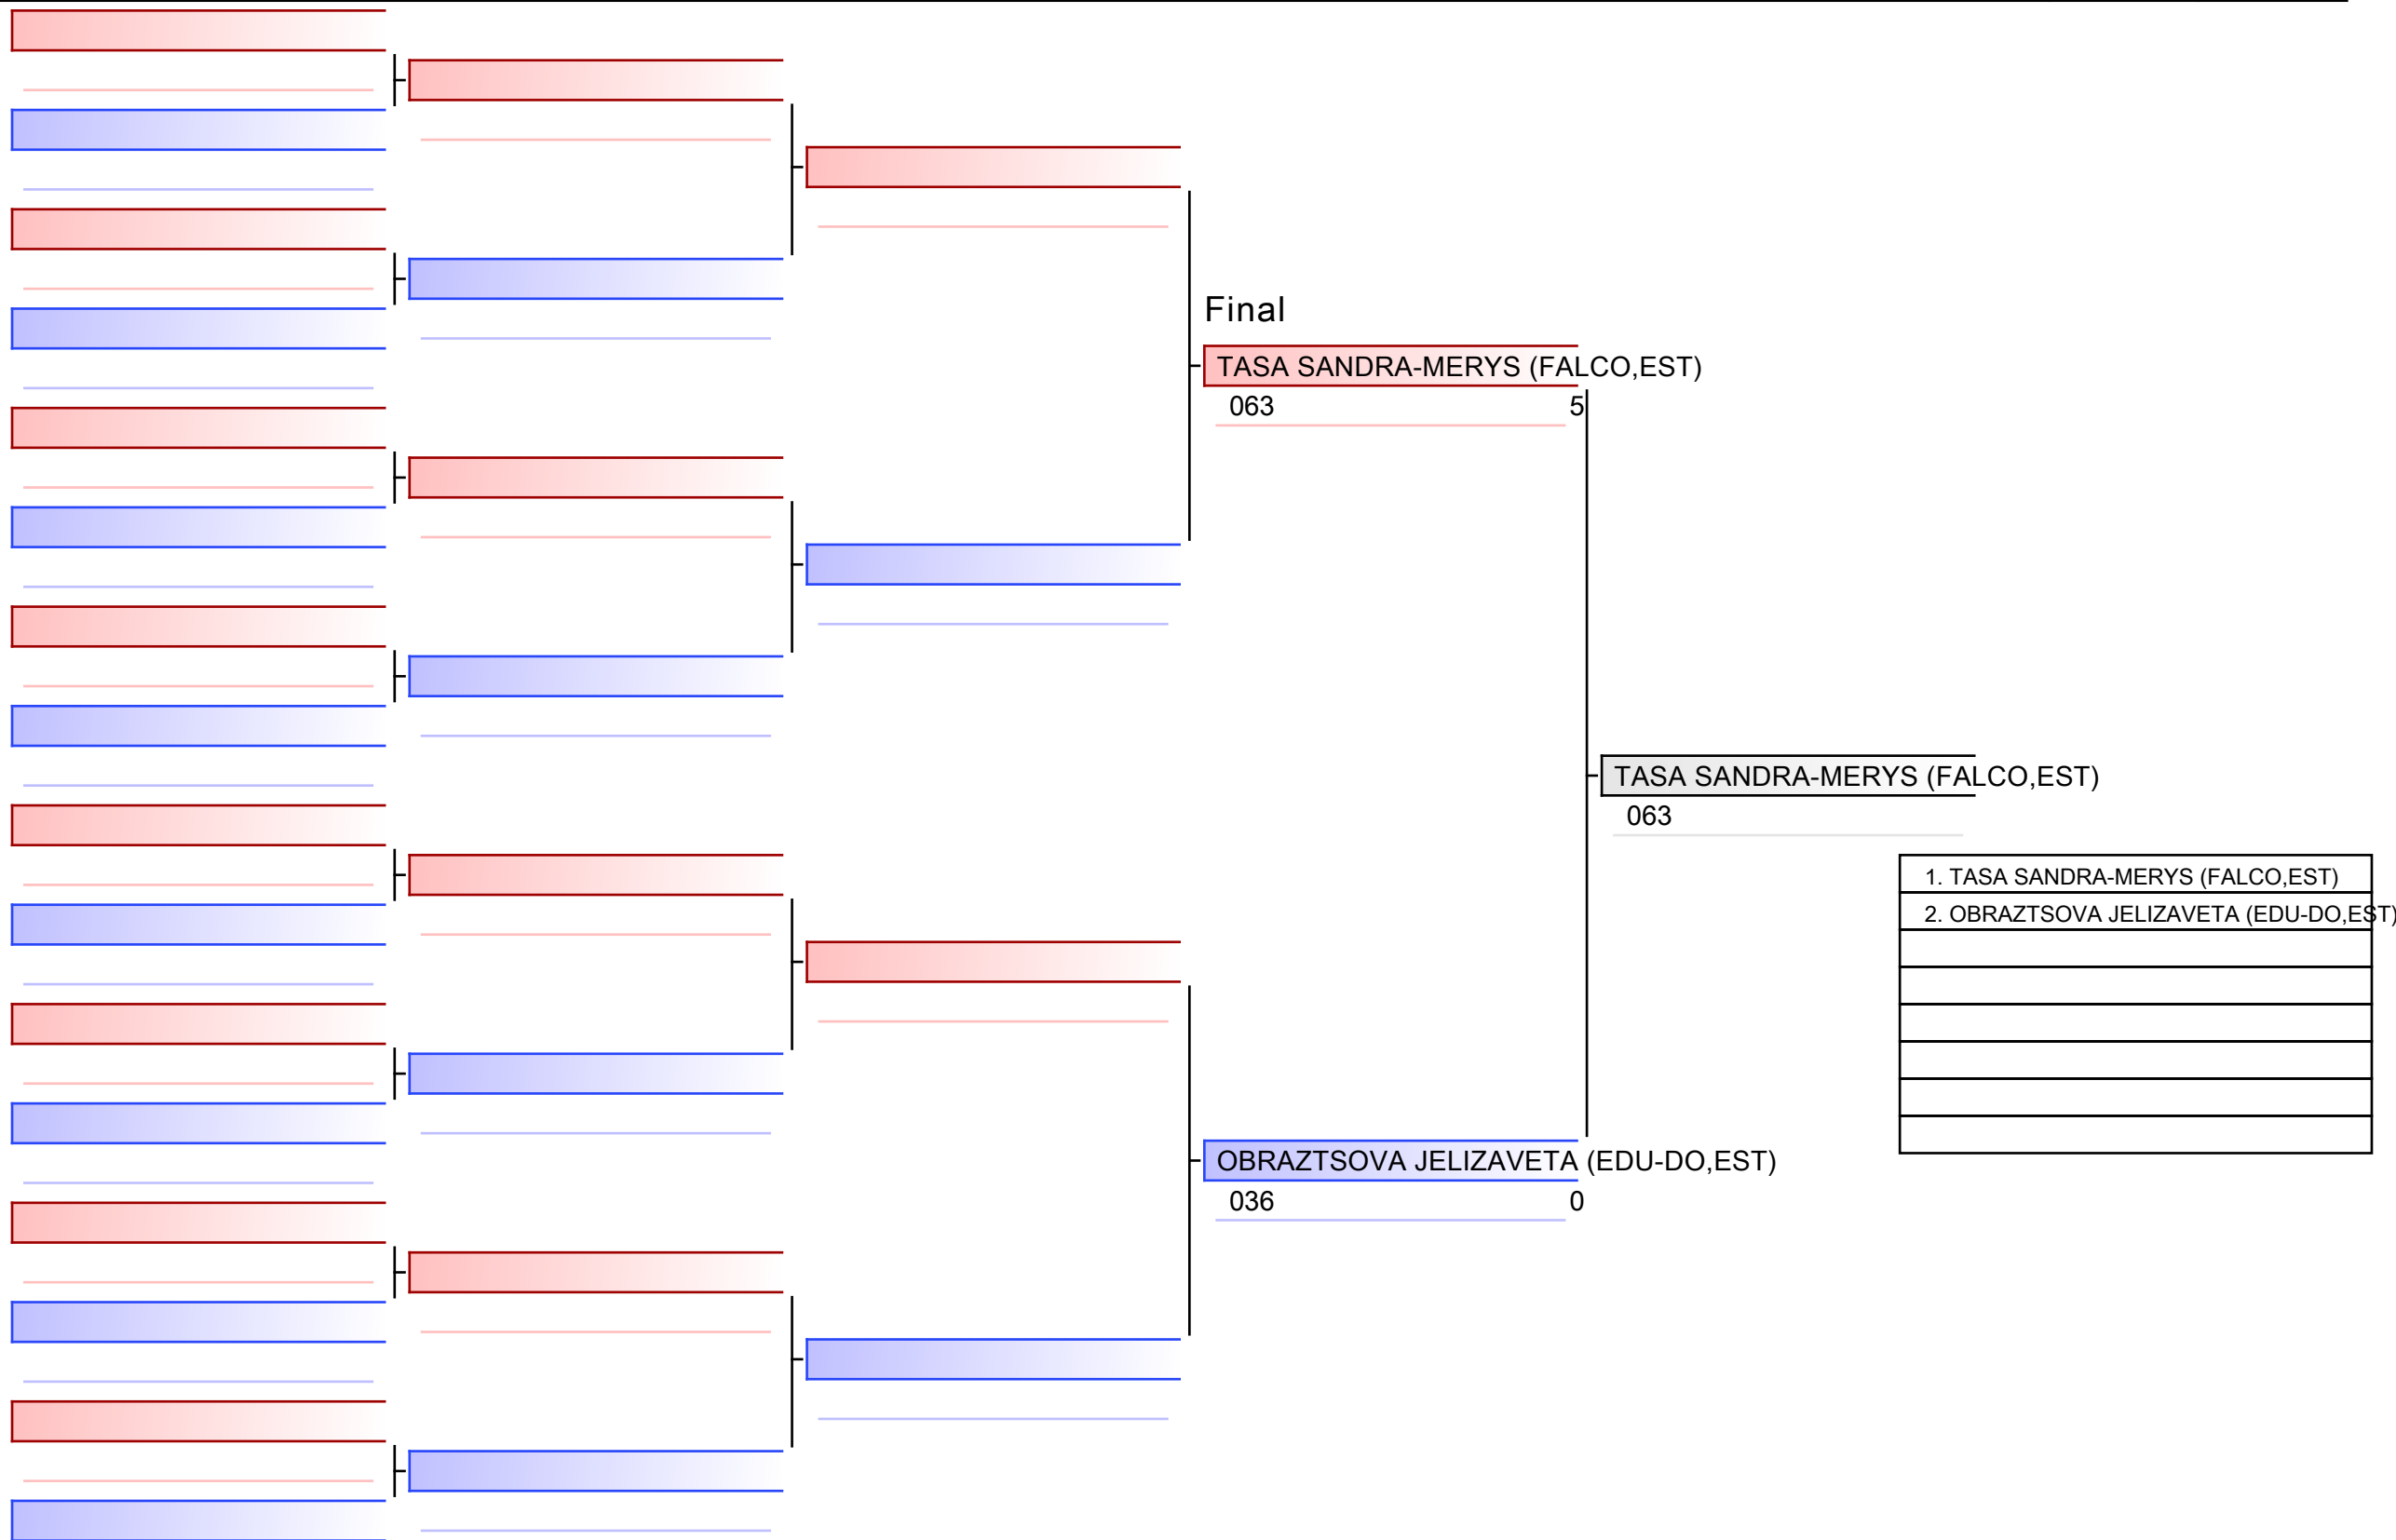 Final
TASA SANDRA-MERYS (FALCO,EST)
063 5
TASA SANDRA-MERYS (FALCO,EST)
063
1. TASA SANDRA-MERYS (FALCO,EST)
2. OBRAZTSOVA JELIZAVETA (EDU-DO,EST)
OBRAZTSOVA JELIZAVETA (EDU-DO,EST)
036 0